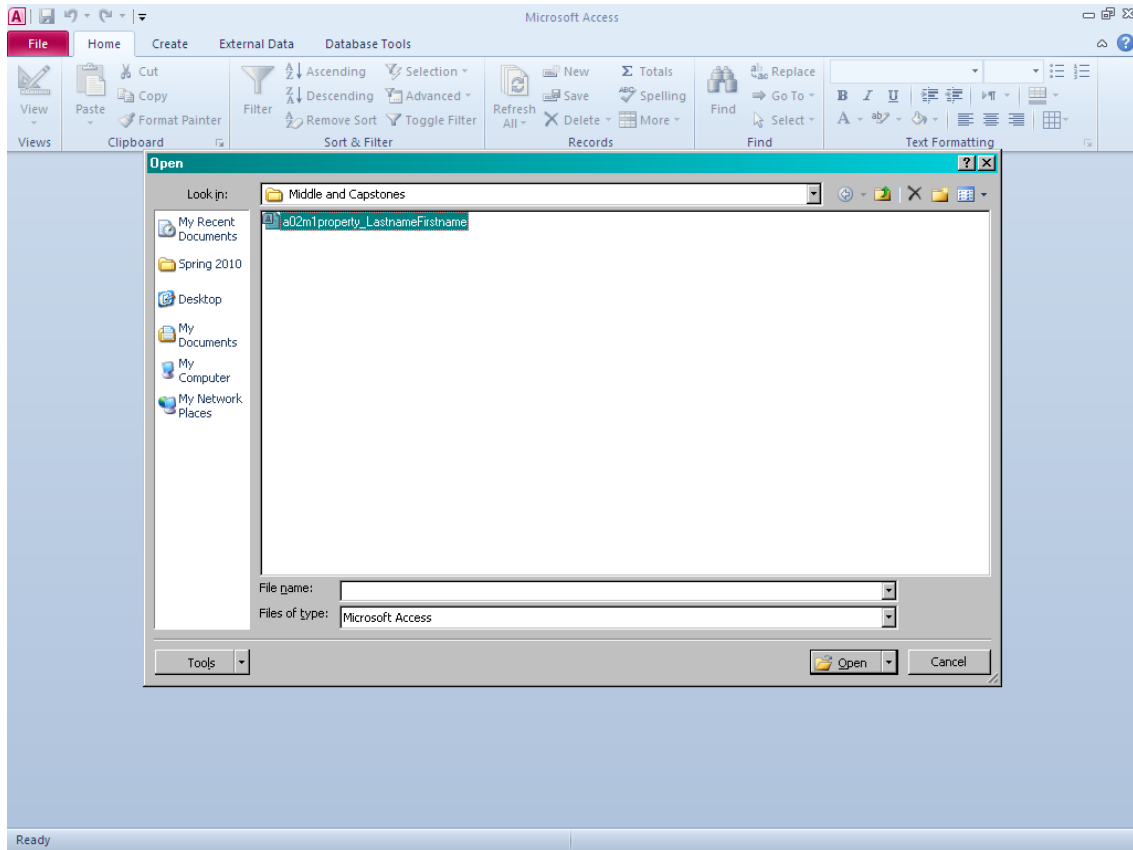 A Microsoft Access
File Home Create External Data Database Tools ?
Cut Ascending Selection New Σ Totals Replace
Copy Descending Advanced Save Spelling Go To B I U
View Paste Format Painter Filter Remove Sort Toggle Filter Refresh All Delete More Find Select A
Views Clipboard Sort & Filter Records Find Text Formatting
Open ?
Look in: Middle and Capstones
My Recent Documents a02m1property_LastnameFirstname
Spring 2010
Desktop
My Documents
My Computer
My Network Places
File name:
Files of type: Microsoft Access
Tools Open Cancel
Ready